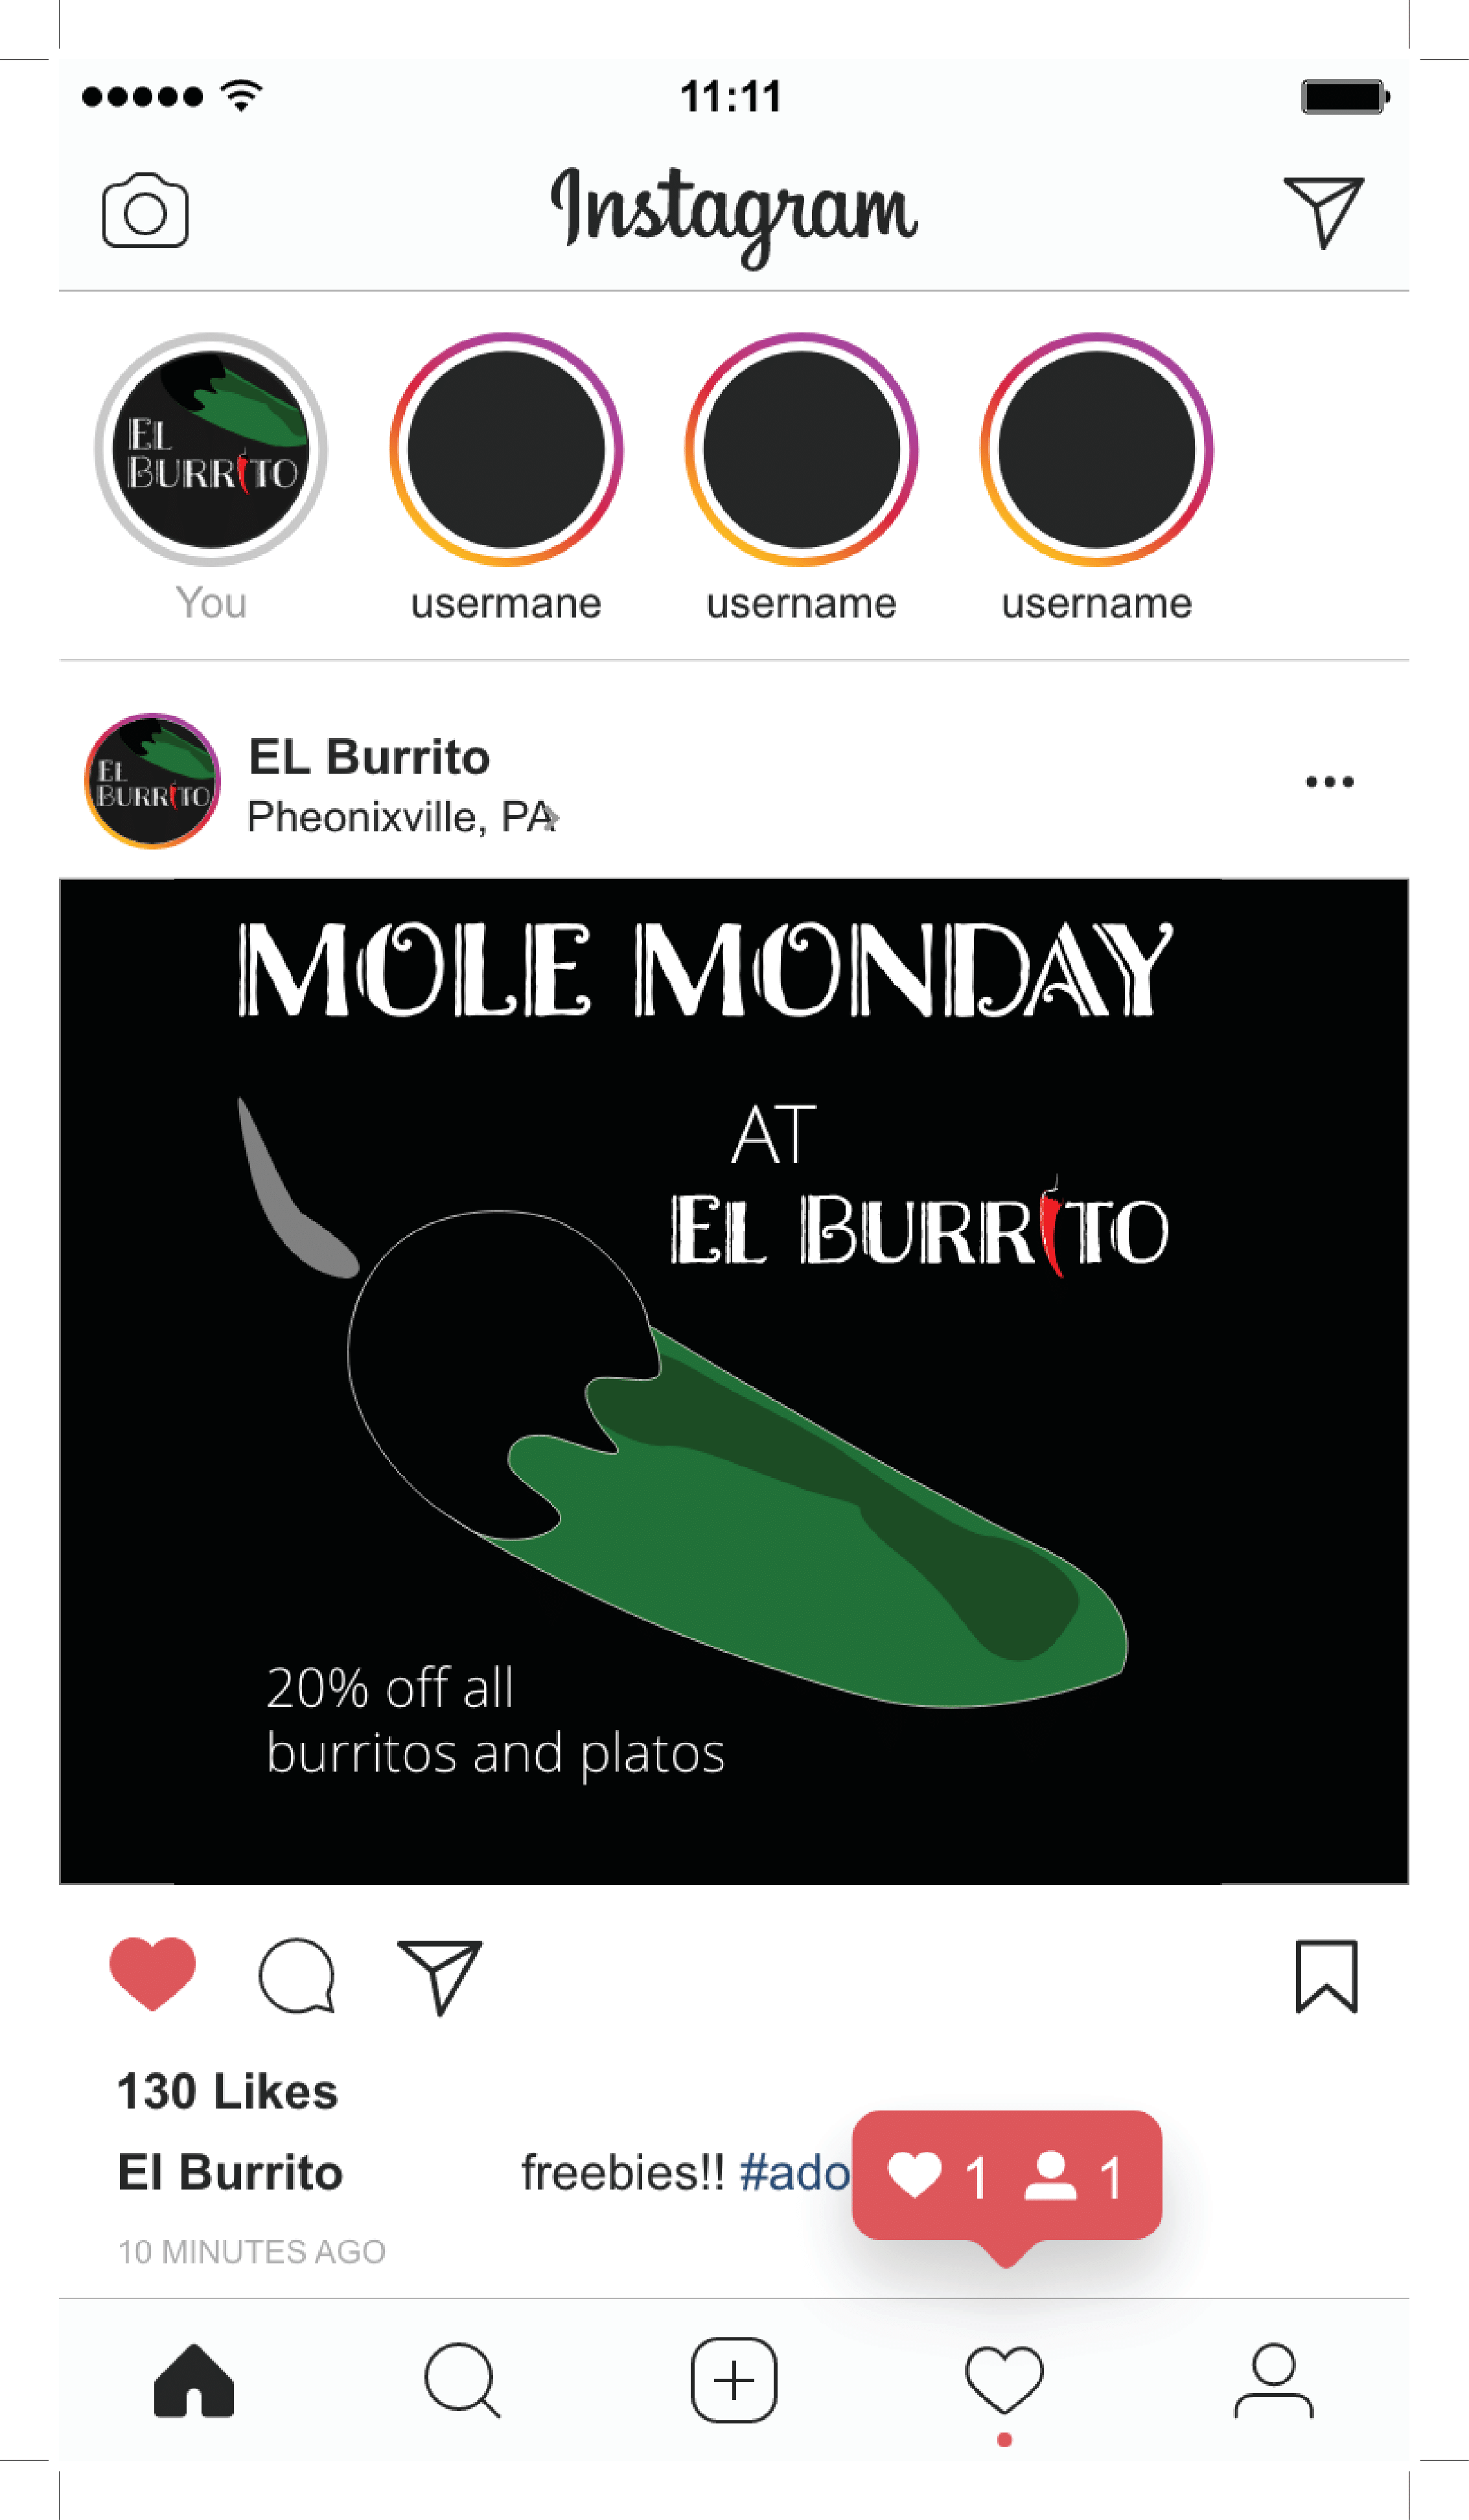 11:11
Instagram
EL
BURRITO
You
usermane
username
username
EL
BURRITO
EL Burrito
Pheonixville, PA
MOLE MONDAY
AT
EL BURRITO
20% off all
burritos and platos
130 Likes
El Burrito freebies!! #ado
1 1
10 MINUTES AGO